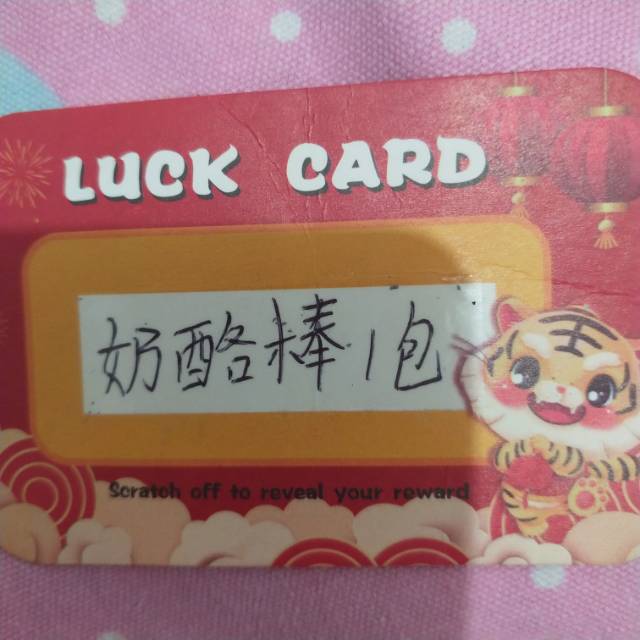 LUCK CARD
奶酪棒1包
Scratch off to reveal your reward